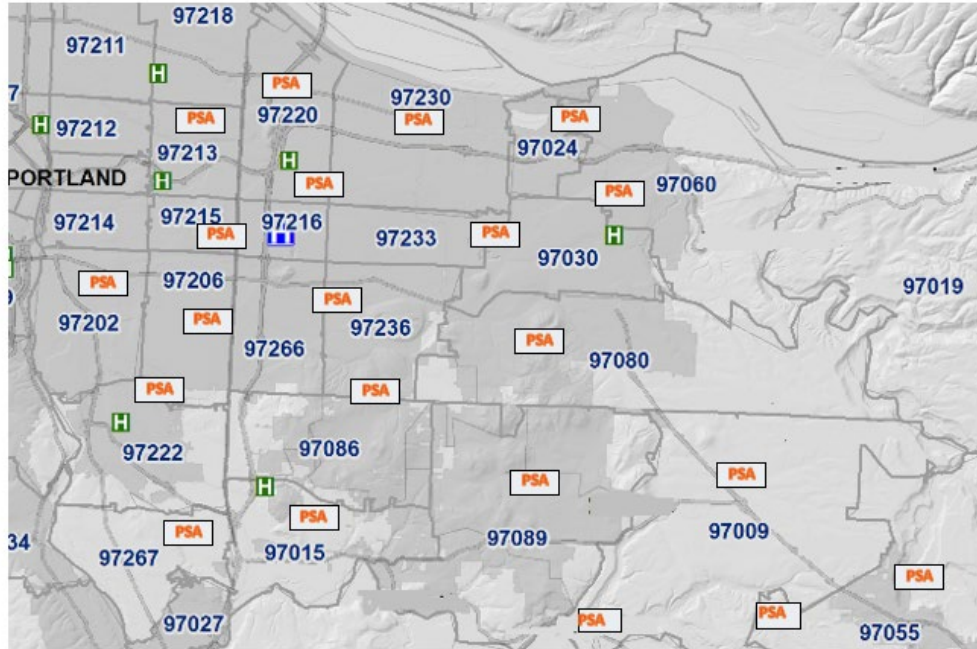 97218
97211
PSA
97230
7
97220
97212
PSA
PSA
PSA
97213
97024
PORTLAND
PSA
PSA
97060
97214
97215
97216
PSA
97233
PSA
97030
PSA
97206
97019
9
PSA
97202
PSA
97236
97266
PSA
97080
PSA
PSA
97222
97086
PSA
PSA
PSA
PSA
97009
34
97267
97015
97089
PSA
97027
PSA
PSA
97055
H
H
H
H
H
H
H